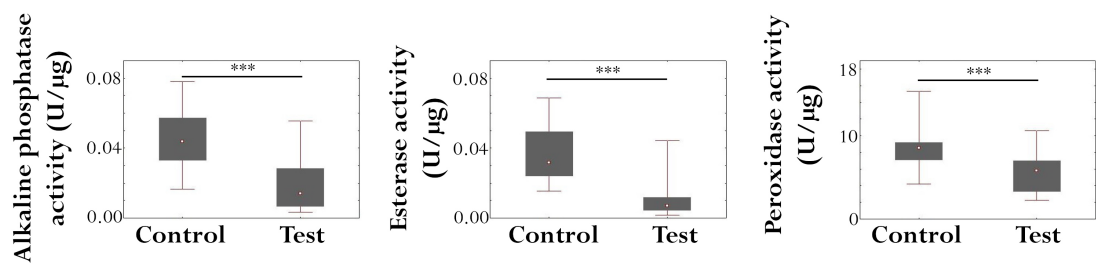 Alkaline phosphatase
activity (U/µg)
0.08
0.04
0.00
***
Control Test
Esterase activity
(U/µg)
0.08
0.04
0.00
***
Control Test
Peroxidase activity
(U/µg)
18
10
0
***
Control Test